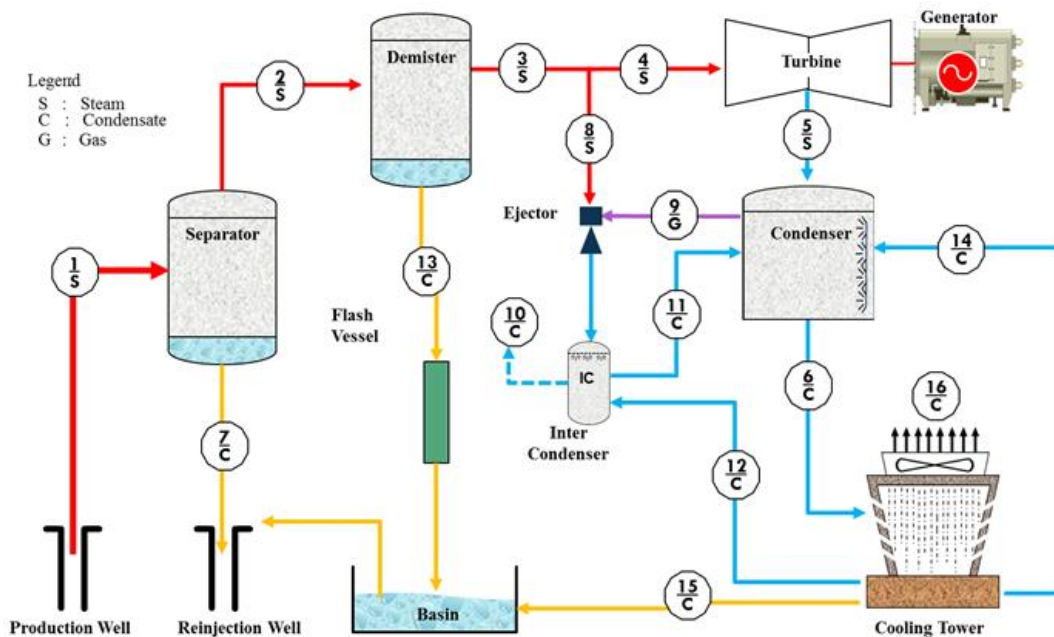 Generator
Legend
S : Steam
C : Condensate
G : Gas
2
S
Demister
3
S
4
S
Turbine
8
S
5
S
Separator
Ejector
9
G
Condenser
1
S
13
C
14
C
Flash
Vessel
10
C
11
C
IC
6
C
16
C
Inter
Condenser
7
C
12
C
15
C
Basin
Production Well
Reinjection Well
Cooling Tower